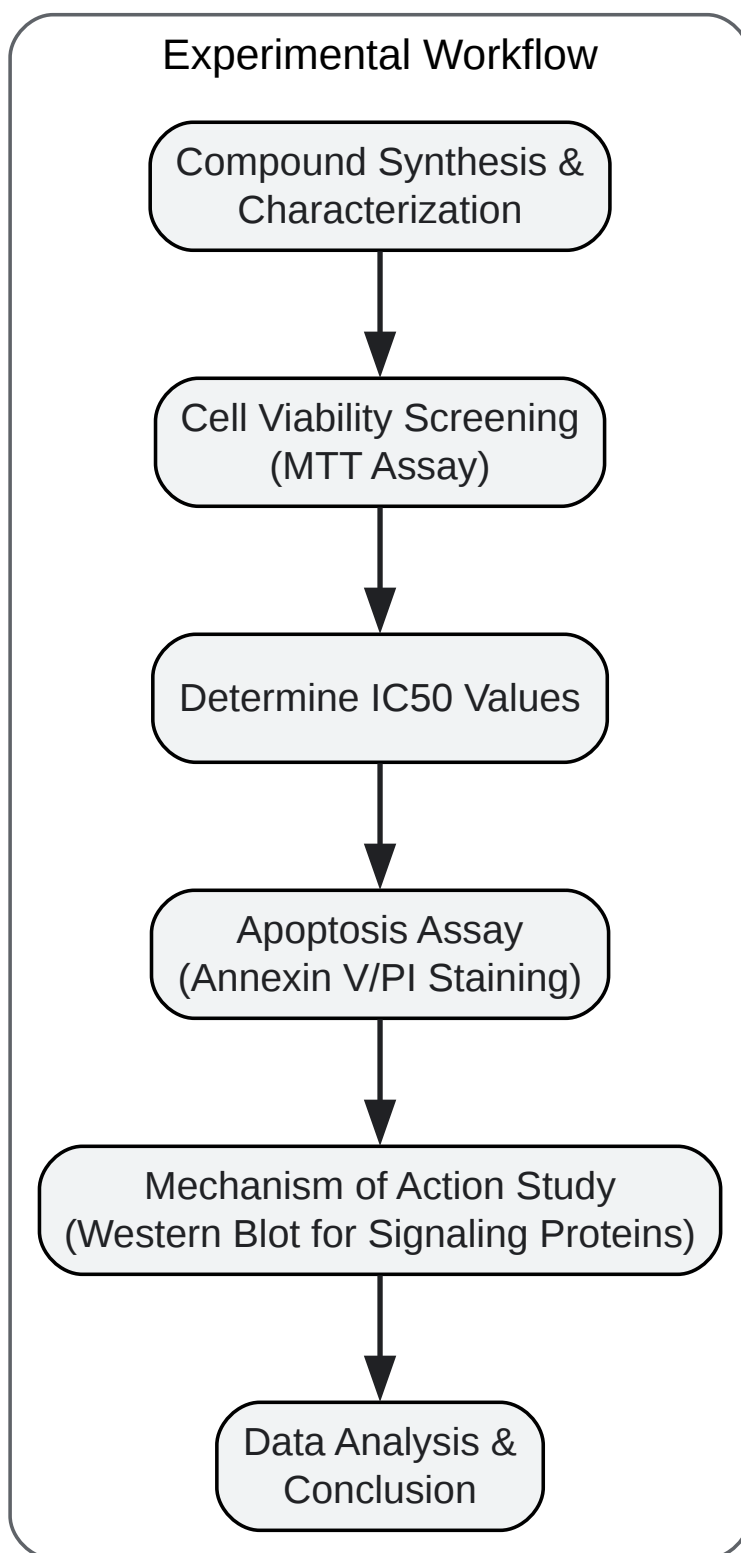 Experimental Workflow
Compound Synthesis &
Characterization
Cell Viability Screening
(MTT Assay)
Determine IC50 Values
Apoptosis Assay
(Annexin V/PI Staining)
Mechanism of Action Study
(Western Blot for Signaling Proteins)
Data Analysis &
Conclusion